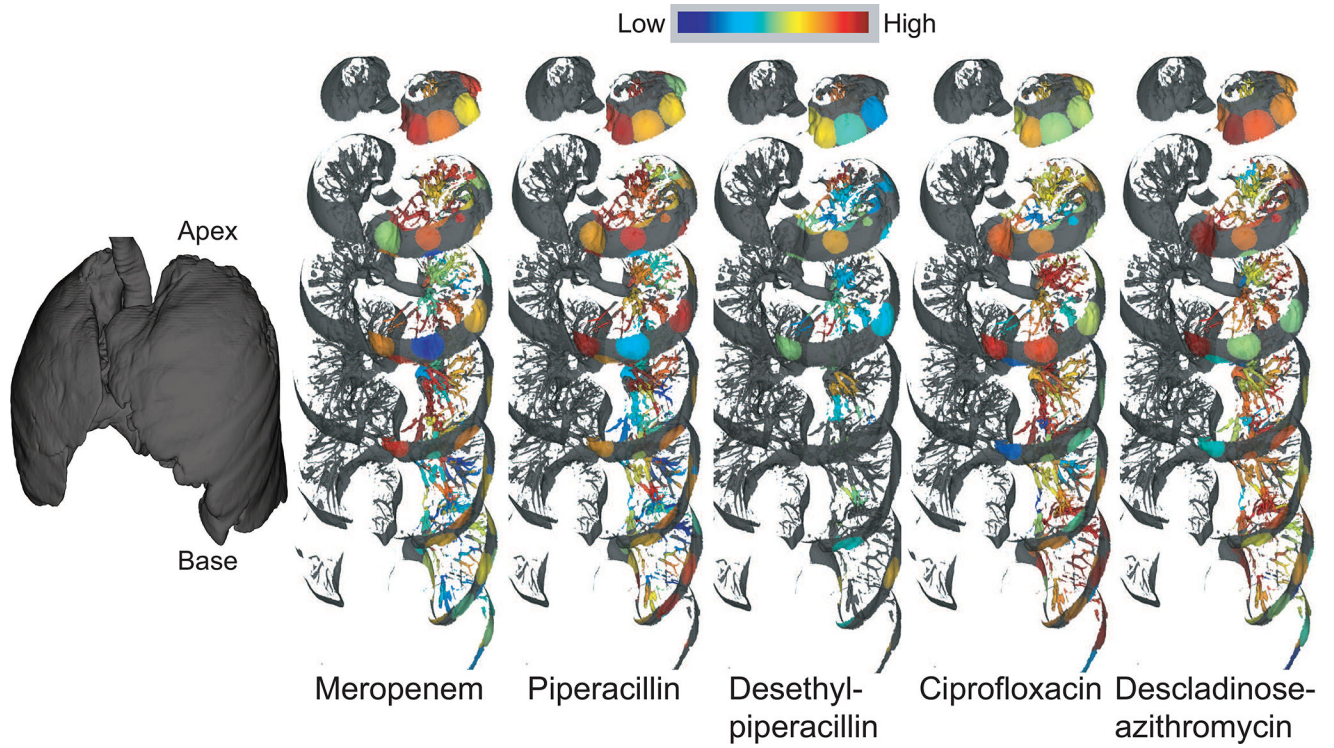 Low High
Apex
Base
Meropenem
Piperacillin
Desethyl-
piperacillin
Ciprofloxacin
Descladinose-
azithromycin